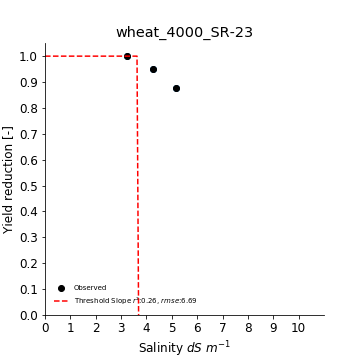 wheat_4000_SR-23
1.0
0.9
0.8
0.7
0.6
0.5
0.4
0.3
0.2
0.1
0.0
Yield reduction [-]
Observed
Threshold Slope r²:0.26, rmse:6.69
0 1 2 3 4 5 6 7 8 9 10
Salinity dS m⁻¹